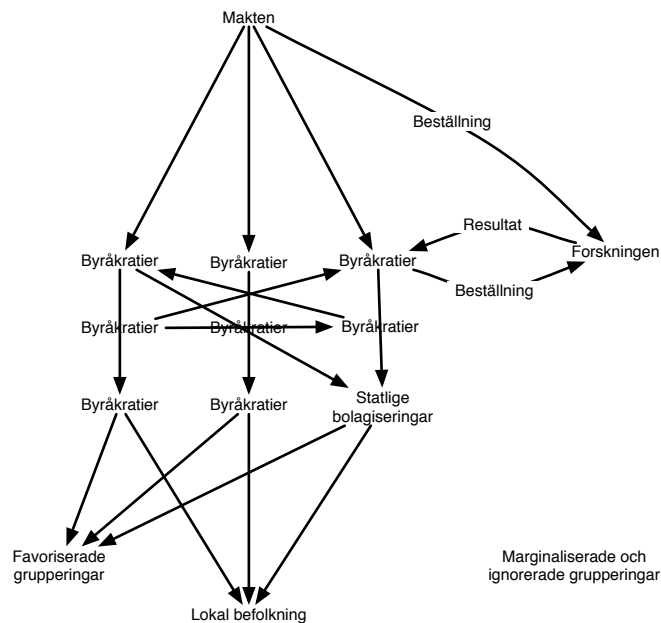 Makten
Beställning
Resultat
Byråkratier
Byråkratier
Byråkratier
Forskningen
Beställning
Byråkratier
Byråkratier
Byråkratier
Byråkratier
Byråkratier
Statlige
bolagiseringar
Favoriserade
grupperingar
Marginaliserade och
ignorerade grupperingar
Lokal befolkning